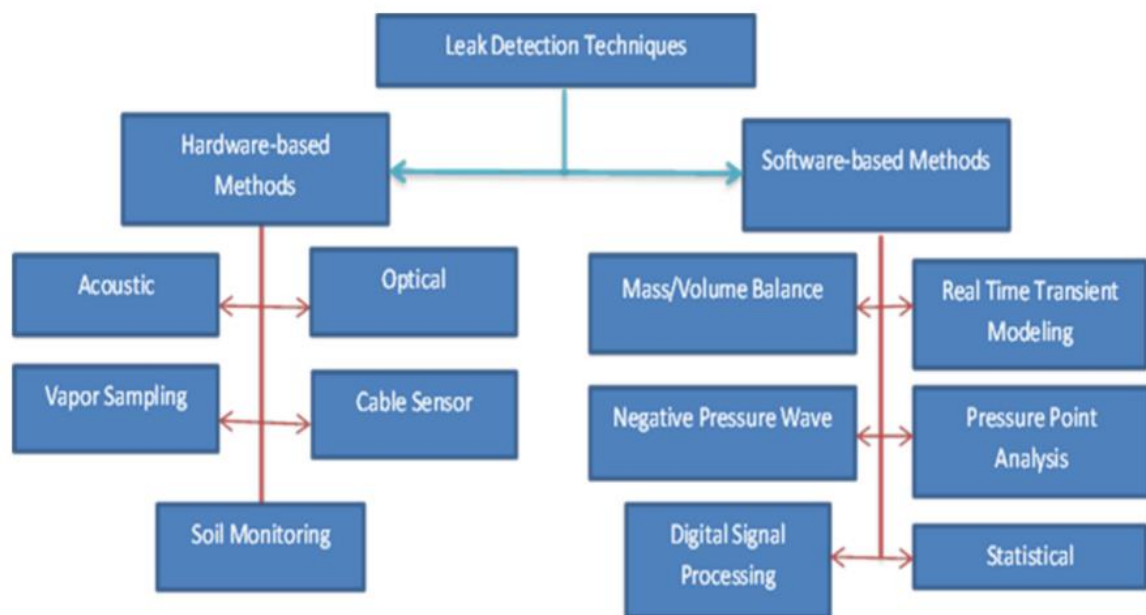 Leak Detection Techniques
Hardware-based
Methods
Software-based Methods
Acoustic
Optical
Vapor Sampling
Cable Sensor
Soil Monitoring
Mass/Volume Balance
Real Time Transient
Modeling
Negative Pressure Wave
Pressure Point
Analysis
Digital Signal
Processing
Statistical